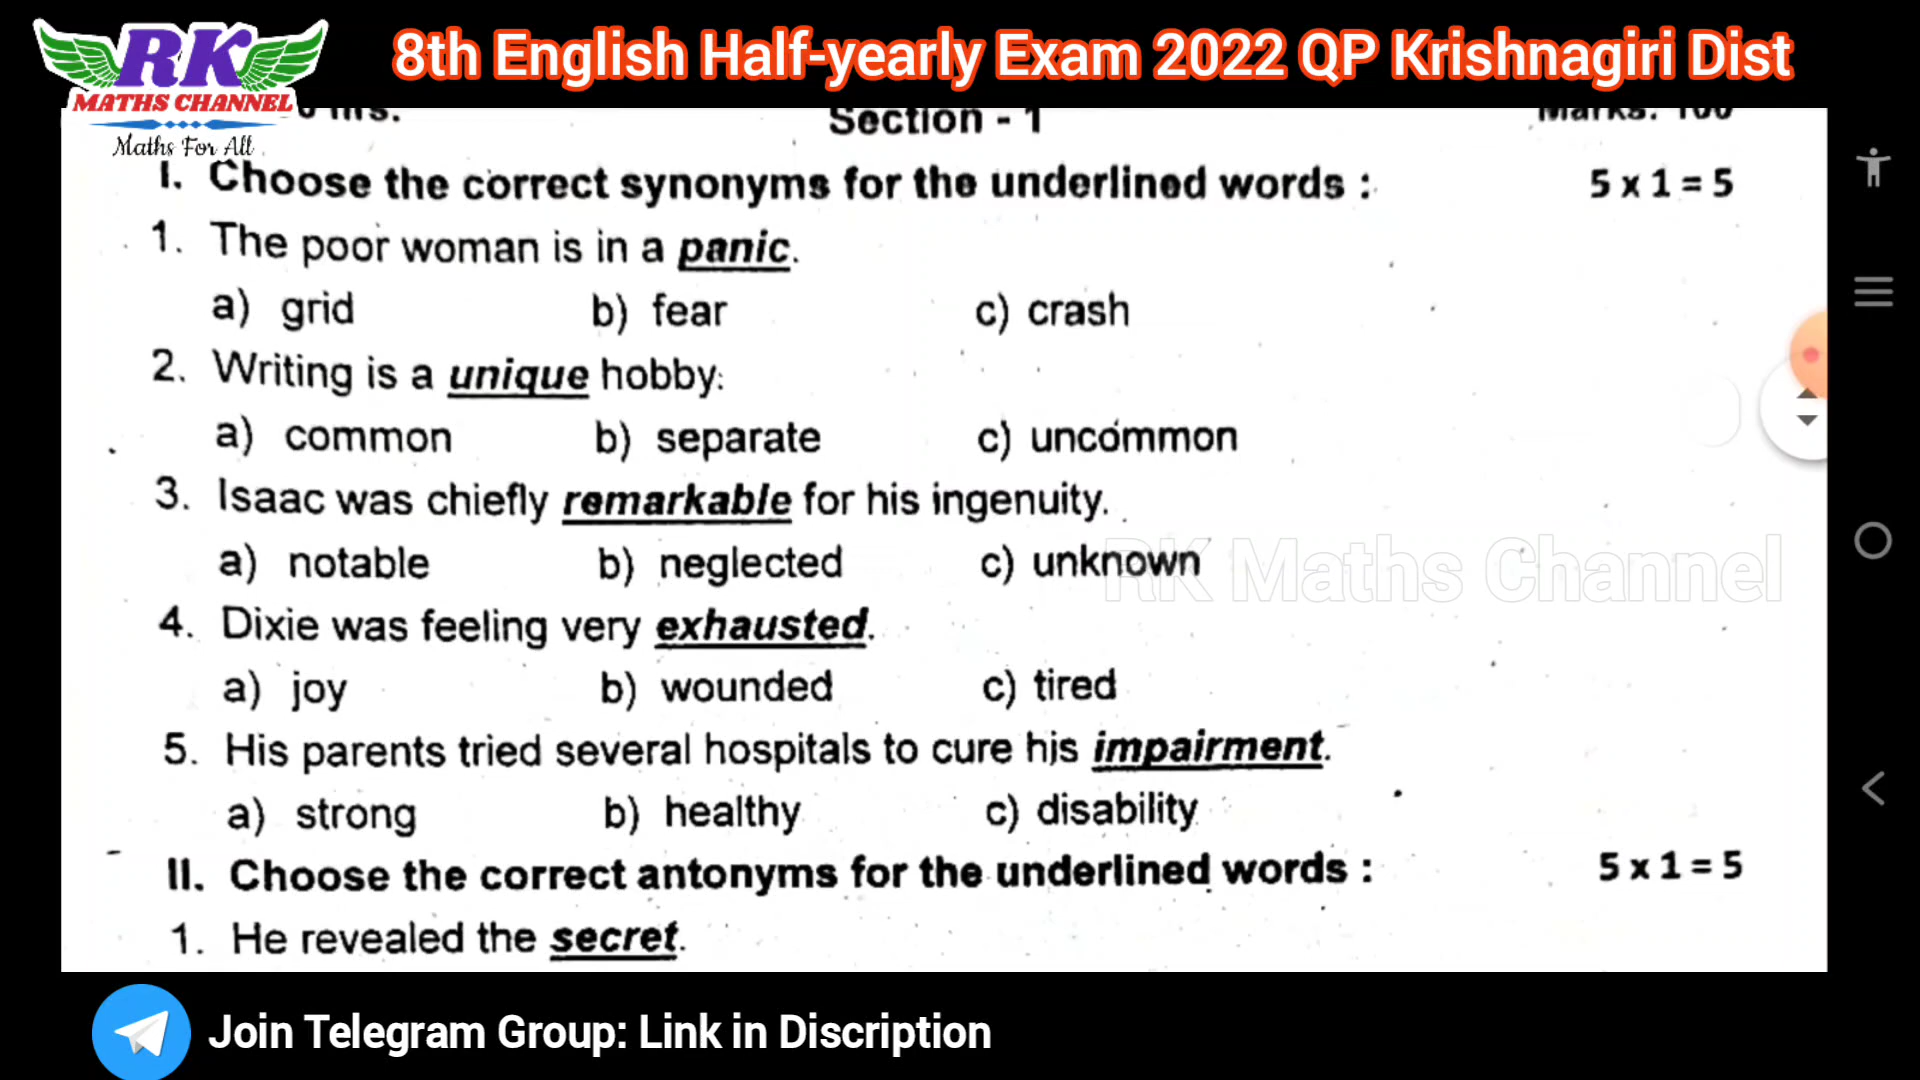 RK
MATHS CHANNEL
Maths For All
8th English Half-yearly Exam 2022 QP Krishnagiri Dist
Section - 1
Marks: 100
I. Choose the correct synonyms for the underlined words : 5 x 1 = 5
1. The poor woman is in a panic.
a) grid b) fear c) crash
2. Writing is a unique hobby.
a) common b) separate c) uncommon
3. Isaac was chiefly remarkable for his ingenuity.
a) notable b) neglected c) unknown
RK Maths Channel
4. Dixie was feeling very exhausted.
a) joy b) wounded c) tired
5. His parents tried several hospitals to cure his impairment.
a) strong b) healthy c) disability
II. Choose the correct antonyms for the underlined words : 5 x 1 = 5
1. He revealed the secret.
Join Telegram Group: Link in Discription